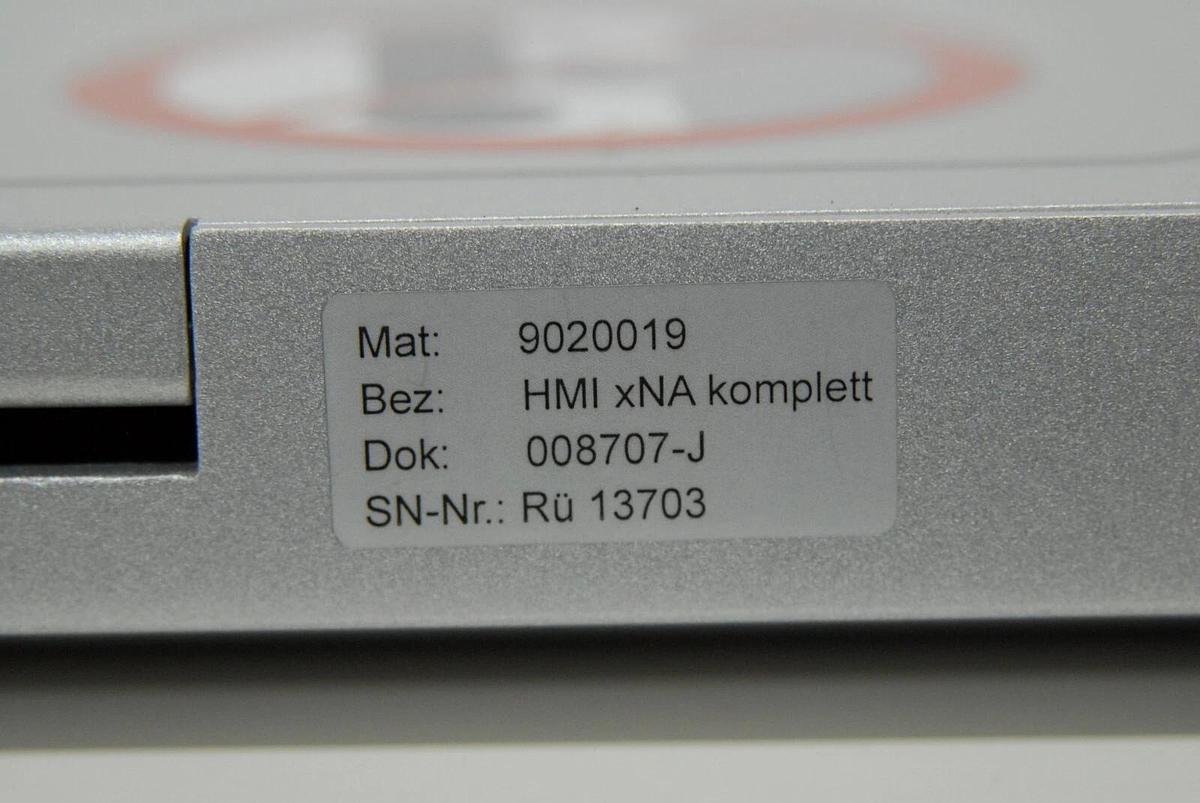 Mat: 9020019
Bez: HMI xNA komplett
Dok: 008707-J
SN-Nr.: Rü 13703